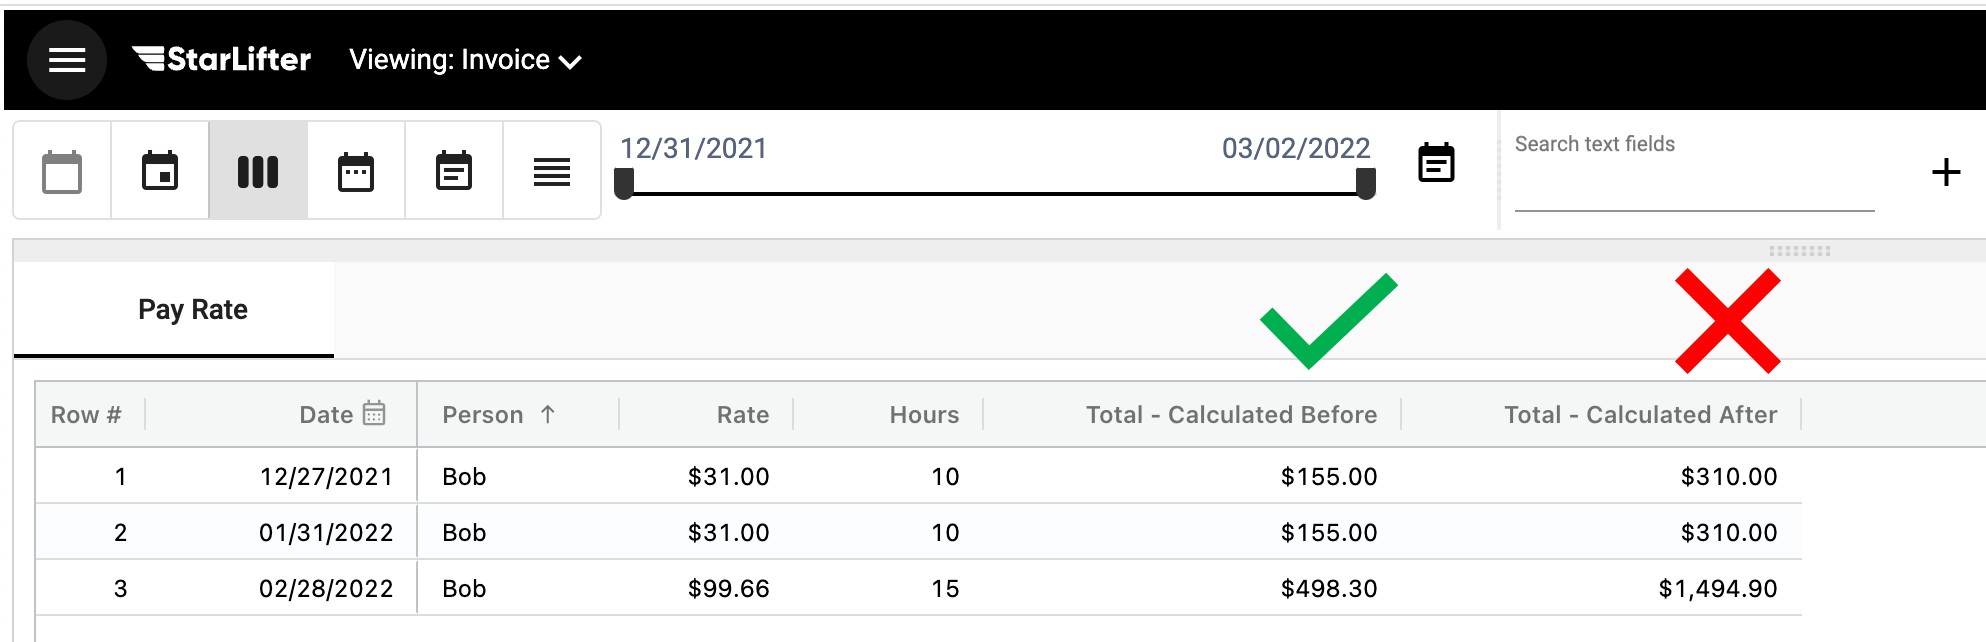 StarLifter Viewing: Invoice
12/31/2021 03/02/2022 Search text fields
Pay Rate
Row # Date Person ↑ Rate Hours Total - Calculated Before Total - Calculated After
1 12/27/2021 Bob $31.00 10 $155.00 $310.00
2 01/31/2022 Bob $31.00 10 $155.00 $310.00
3 02/28/2022 Bob $99.66 15 $498.30 $1,494.90